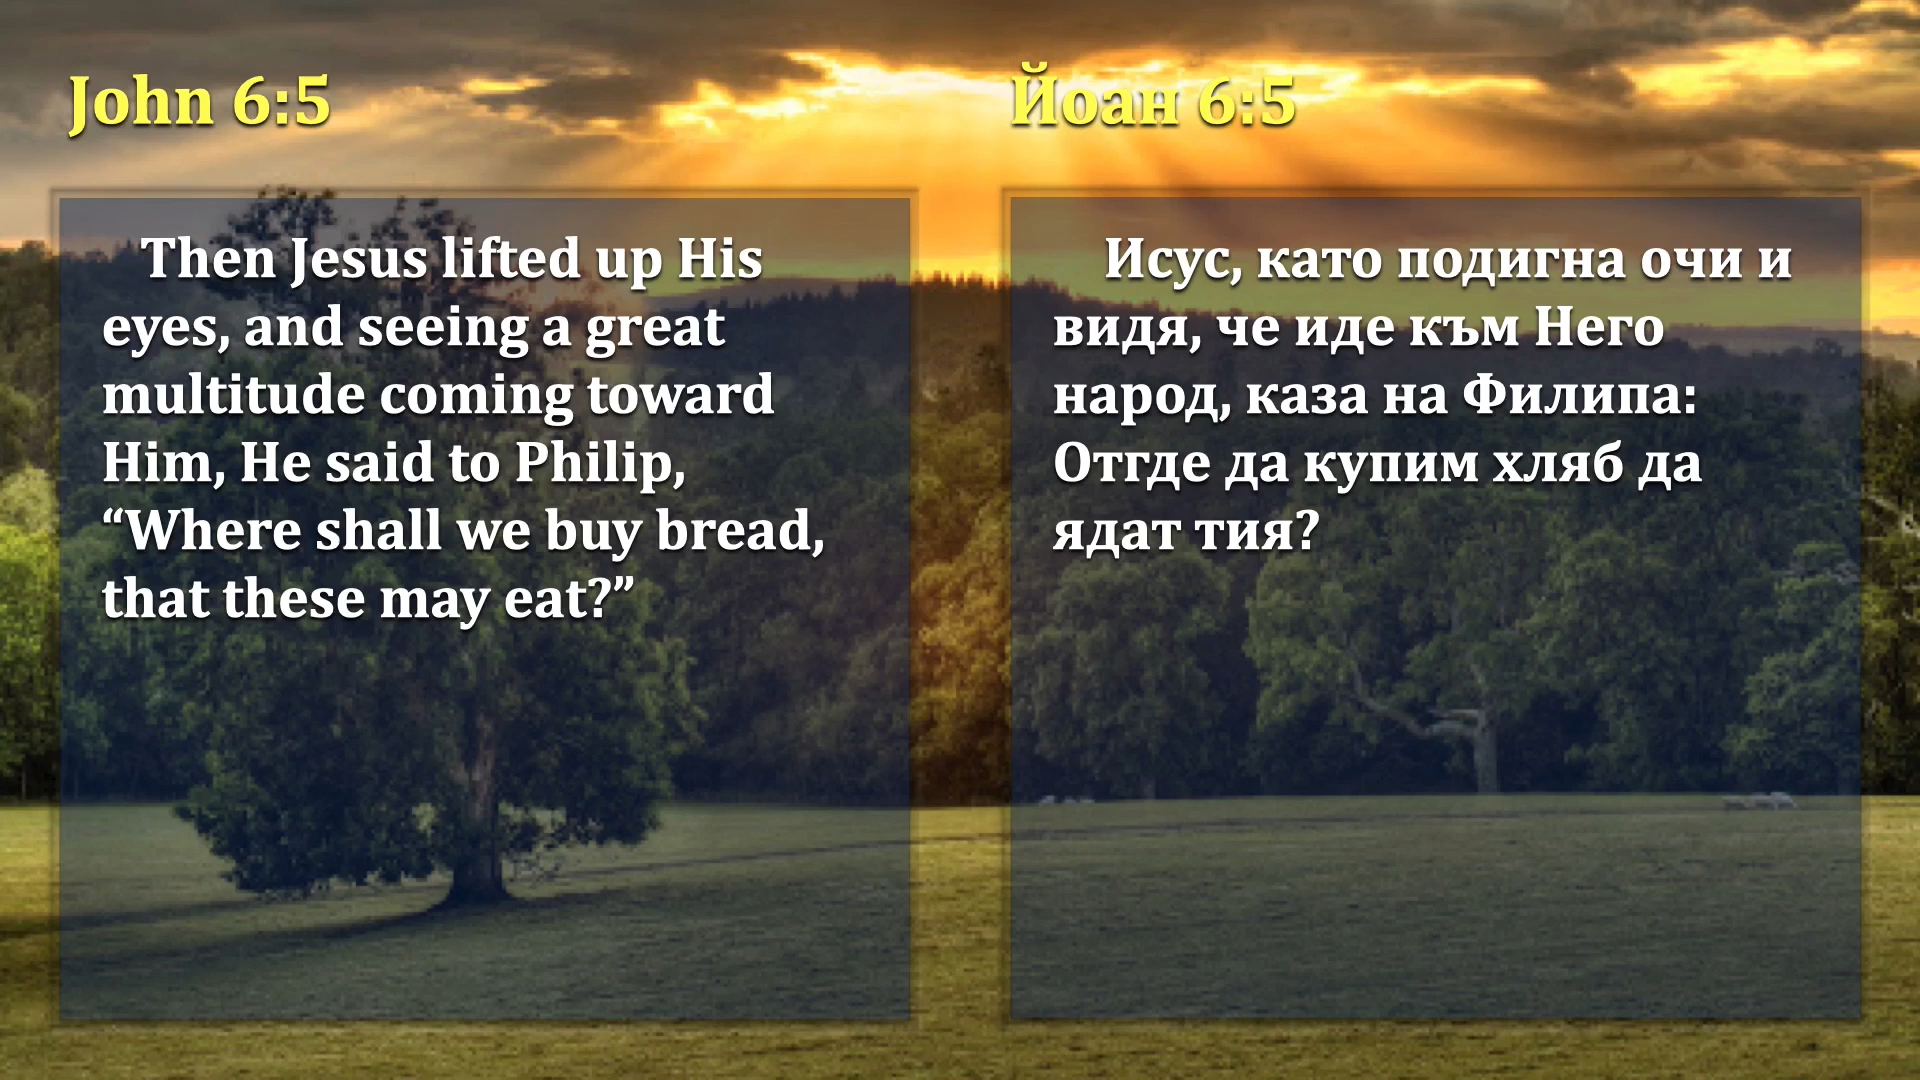 John 6:5
Then Jesus lifted up His
eyes, and seeing a great
multitude coming toward
Him, He said to Philip,
“Where shall we buy bread,
that these may eat?”
Йоан 6:5
Исус, като подигна очи и
видя, че иде към Него
народ, каза на Филипа:
Отгде да купим хляб да
ядат тия?